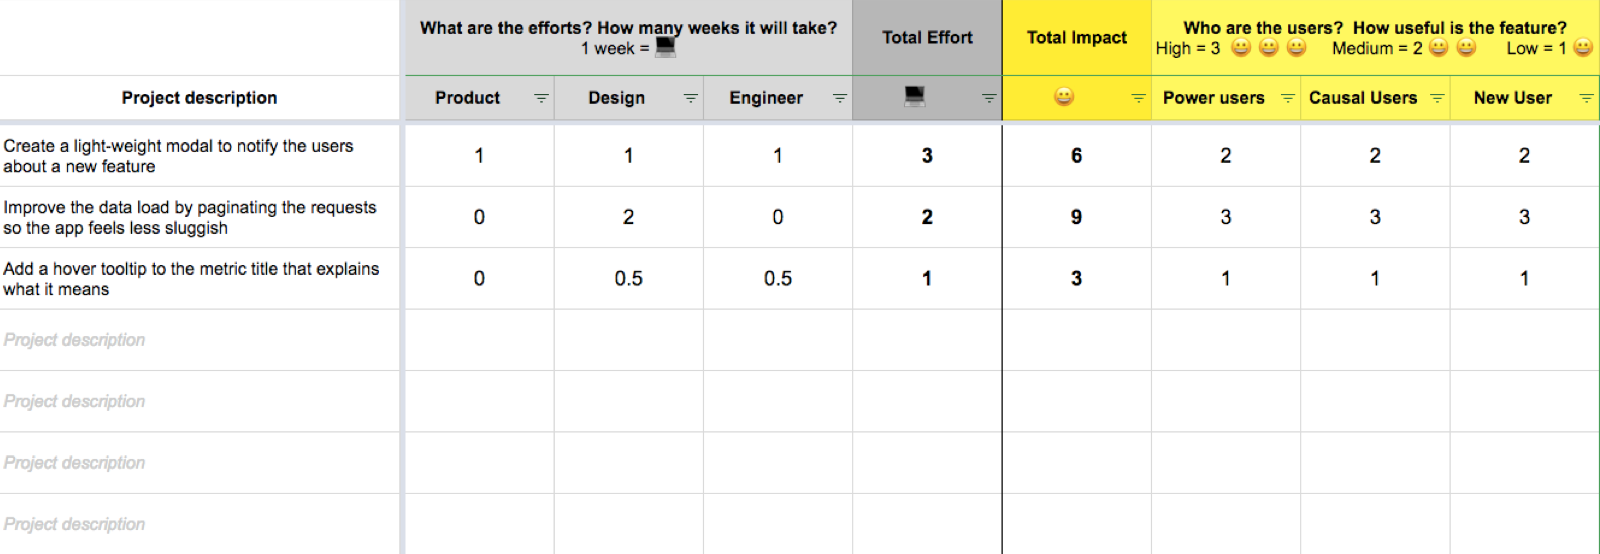 What are the efforts? How many weeks it will take?
1 week = 💻
Total Effort
Total Impact
Who are the users?  How useful is the feature?
High = 3 😀 😀 😀 Medium = 2 😀 😀 Low = 1 😀
Project description Product Design Engineer 💻 😀 Power users Causal Users New User
Create a light-weight modal to notify the users
about a new feature
1 1 1 3 6 2 2 2
Improve the data load by paginating the requests
so the app feels less sluggish
0 2 0 2 9 3 3 3
Add a hover tooltip to the metric title that explains
what it means
0 0.5 0.5 1 3 1 1 1
Project description
Project description
Project description
Project description